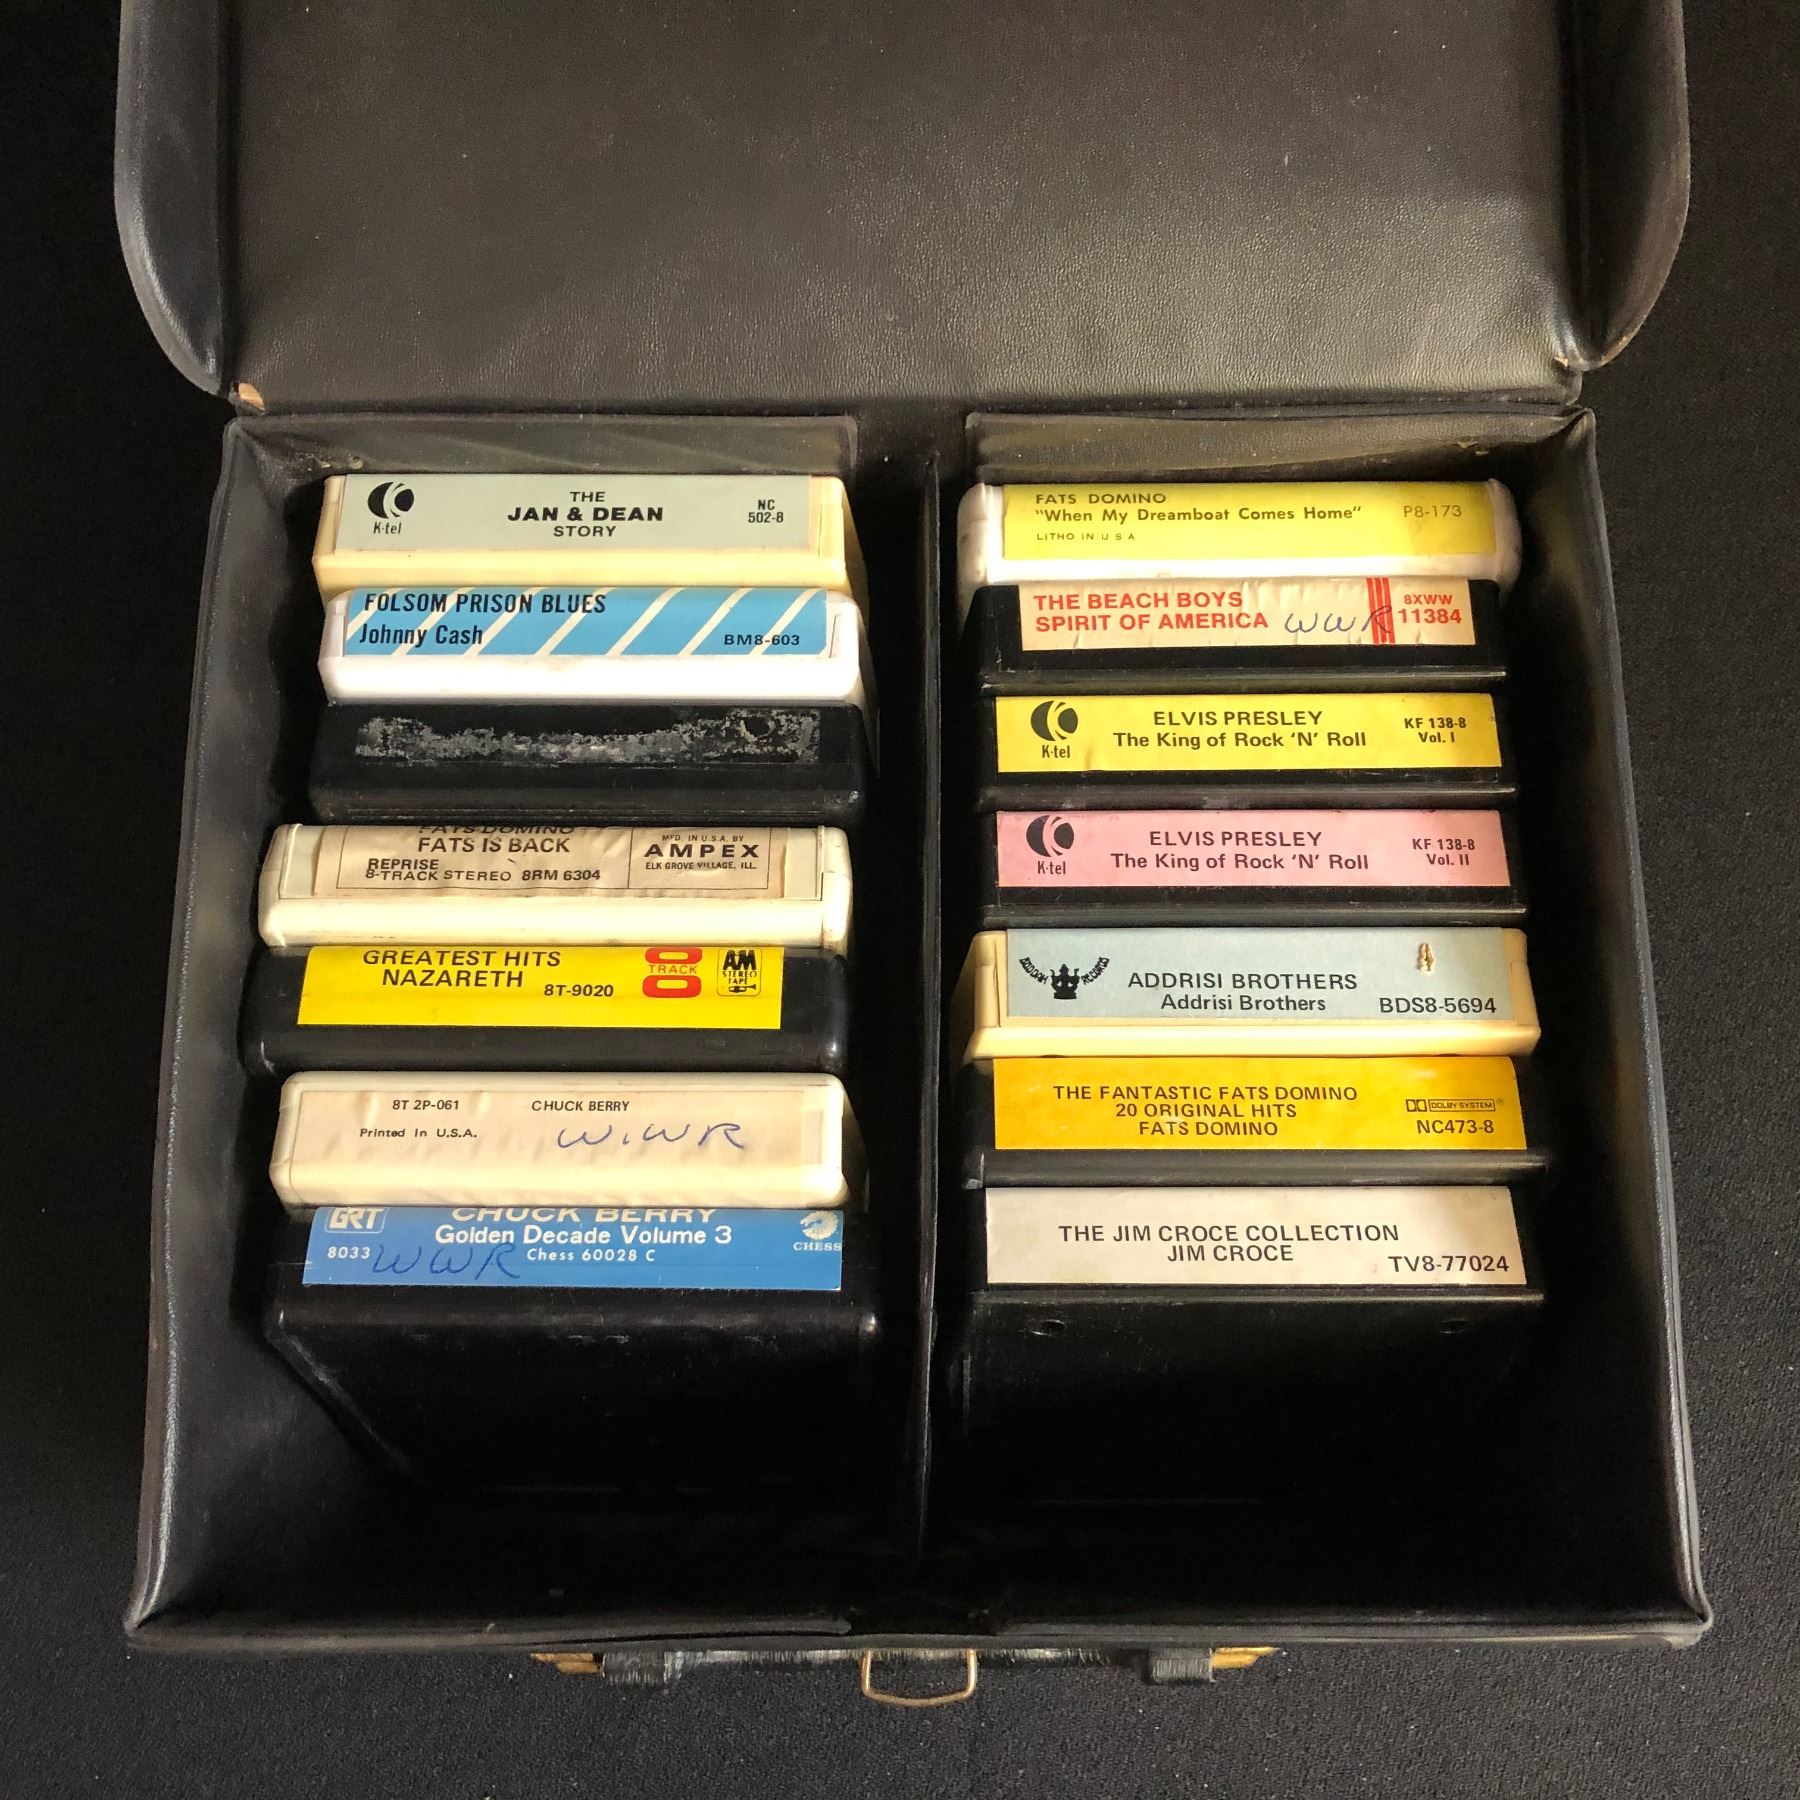 K-tel
THE
JAN & DEAN
STORY
NC
502-8
FOLSOM PRISON BLUES
Johnny Cash
BM8-603
FATS DOMINO
FATS IS BACK
REPRISE
8-TRACK STEREO 8RM 6304
MFD. IN U.S.A. BY
AMPEX
ELK GROVE VILLAGE, ILL.
GREATEST HITS
NAZARETH
8T-9020
TRACK
AM
STEREO
TAPE
8T 2P-061 CHUCK BERRY
Printed in U.S.A.
W.W R
GRT
CHUCK BERRY
Golden Decade Volume 3
8033
WWR
Chess 60028 C
CHESS
FATS DOMINO
"When My Dreamboat Comes Home"
P8-173
LITHO IN U S A
THE BEACH BOYS
SPIRIT OF AMERICA
WWR
8XWW
11384
K-tel
ELVIS PRESLEY
The King of Rock 'N' Roll
KF 138-8
Vol. I
K-tel
ELVIS PRESLEY
The King of Rock 'N' Roll
KF 138-8
Vol. II
BUDDAH RECORDS
ADDRISI BROTHERS
Addrisi Brothers
BDS8-5694
THE FANTASTIC FATS DOMINO
20 ORIGINAL HITS
FATS DOMINO
DOLBY SYSTEM®
NC473-8
THE JIM CROCE COLLECTION
JIM CROCE
TV8-77024